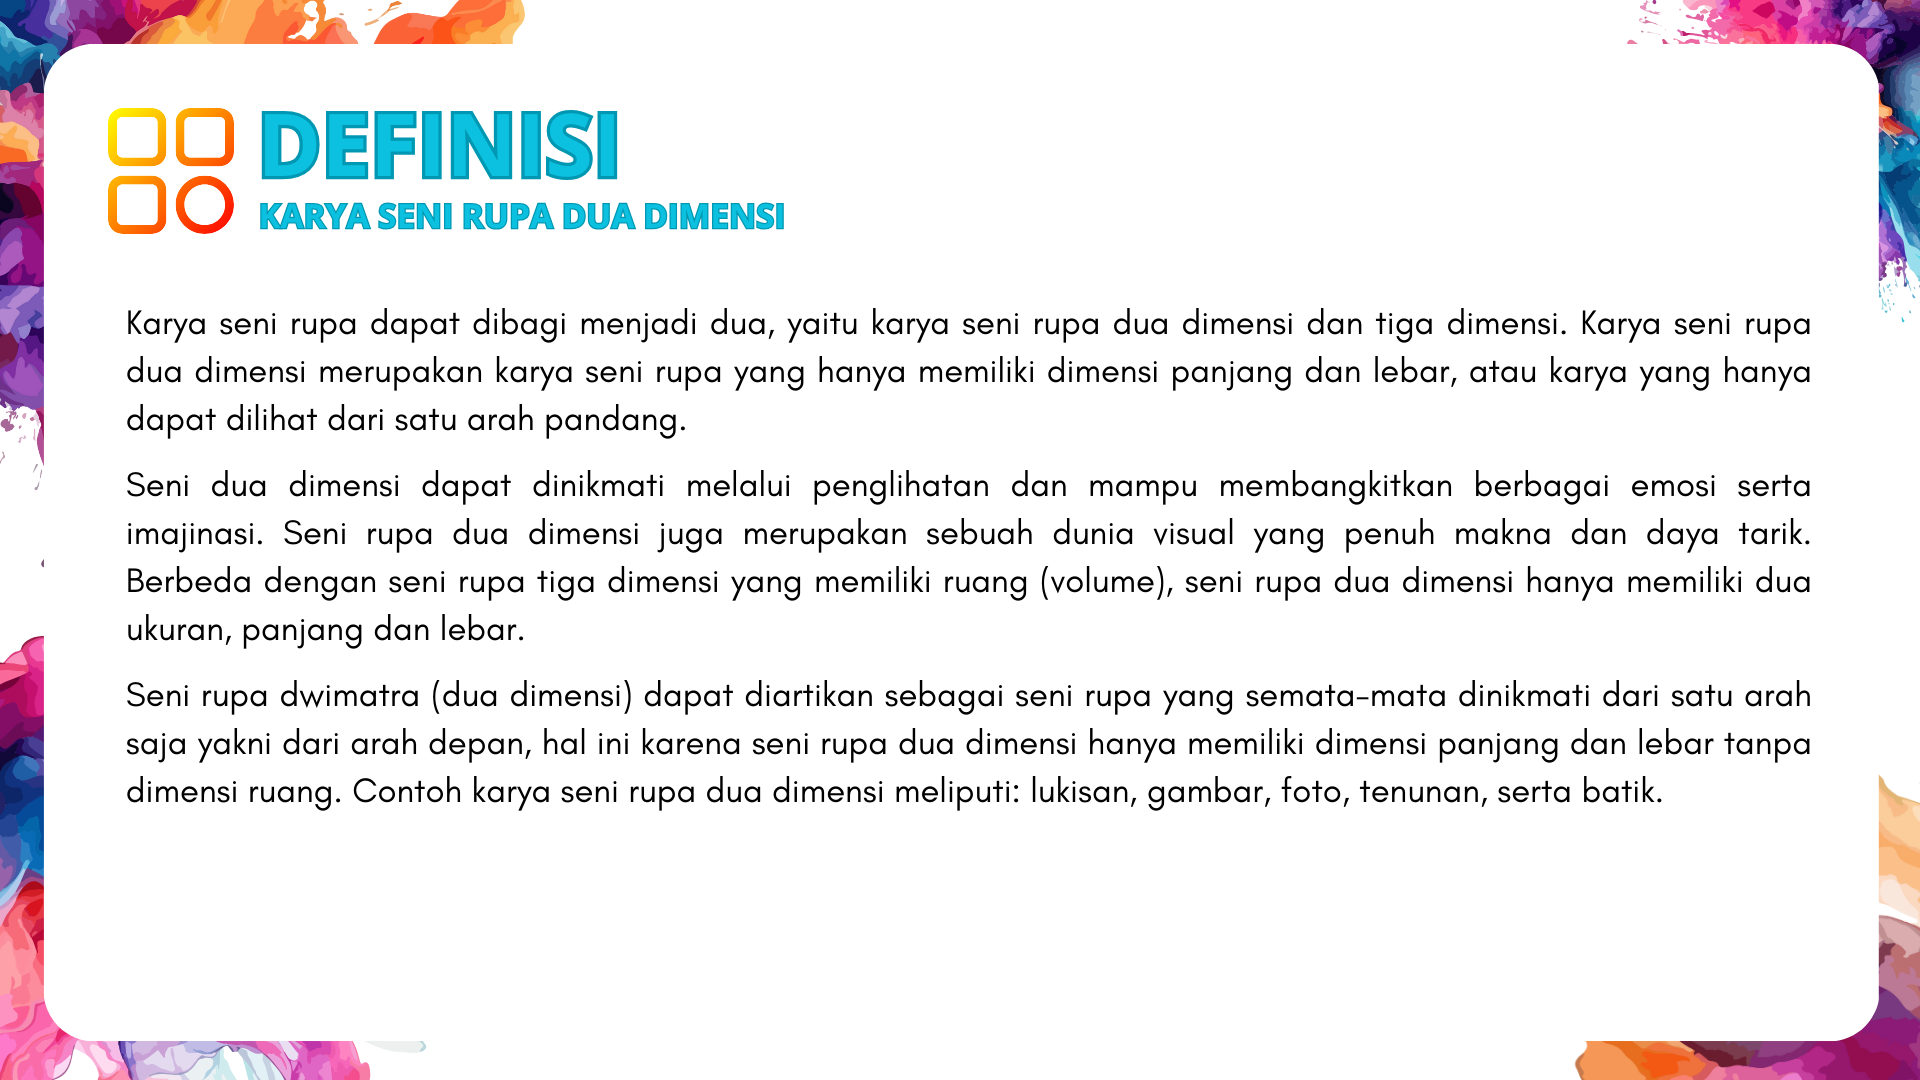 DEFINISI
KARYA SENI RUPA DUA DIMENSI
Karya seni rupa dapat dibagi menjadi dua, yaitu karya seni rupa dua dimensi dan tiga dimensi. Karya seni rupa
dua dimensi merupakan karya seni rupa yang hanya memiliki dimensi panjang dan lebar, atau karya yang hanya
dapat dilihat dari satu arah pandang.
Seni dua dimensi dapat dinikmati melalui penglihatan dan mampu membangkitkan berbagai emosi serta
imajinasi. Seni rupa dua dimensi juga merupakan sebuah dunia visual yang penuh makna dan daya tarik.
Berbeda dengan seni rupa tiga dimensi yang memiliki ruang (volume), seni rupa dua dimensi hanya memiliki dua
ukuran, panjang dan lebar.
Seni rupa dwimatra (dua dimensi) dapat diartikan sebagai seni rupa yang semata-mata dinikmati dari satu arah
saja yakni dari arah depan, hal ini karena seni rupa dua dimensi hanya memiliki dimensi panjang dan lebar tanpa
dimensi ruang. Contoh karya seni rupa dua dimensi meliputi: lukisan, gambar, foto, tenunan, serta batik.